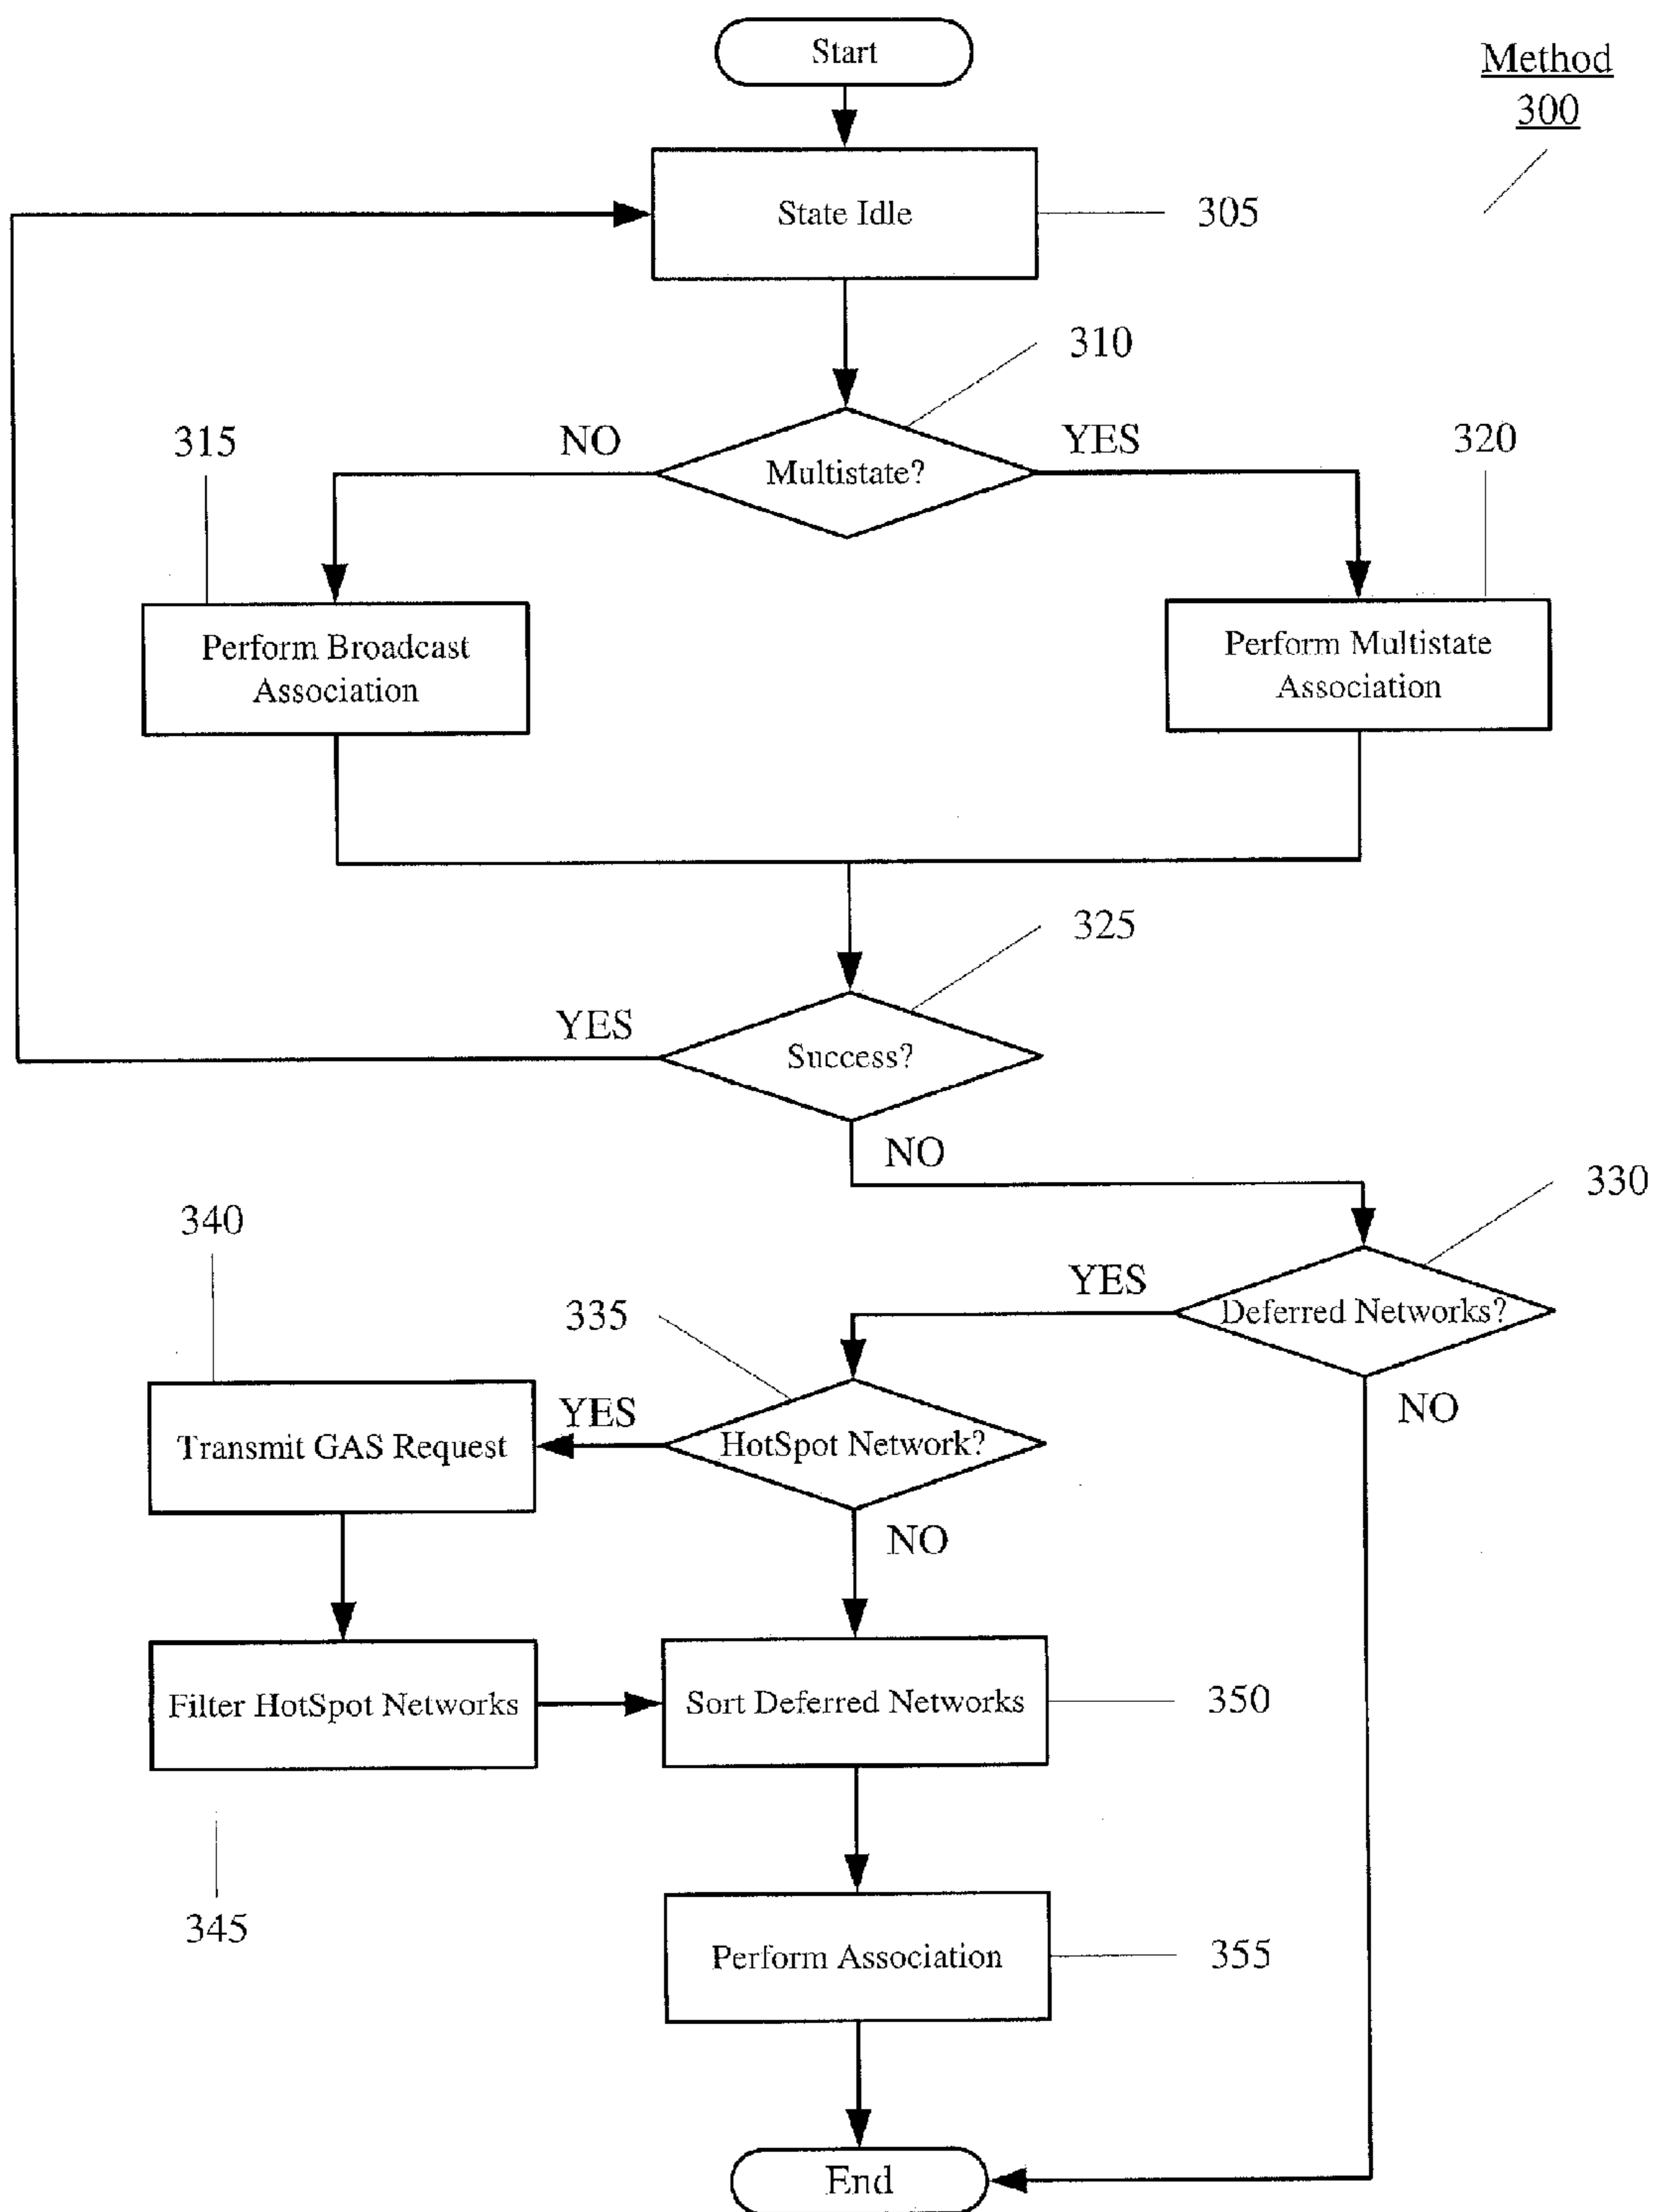 Start
Method
300
State Idle
305
310
315
NO
YES
320
Multistate?
Perform Broadcast
Association
Perform Multistate
Association
325
YES
Success?
NO
330
340
YES
335
Deferred Networks?
NO
YES
HotSpot Network?
Transmit GAS Request
NO
Filter HotSpot Networks
Sort Deferred Networks
350
345
Perform Association
355
End